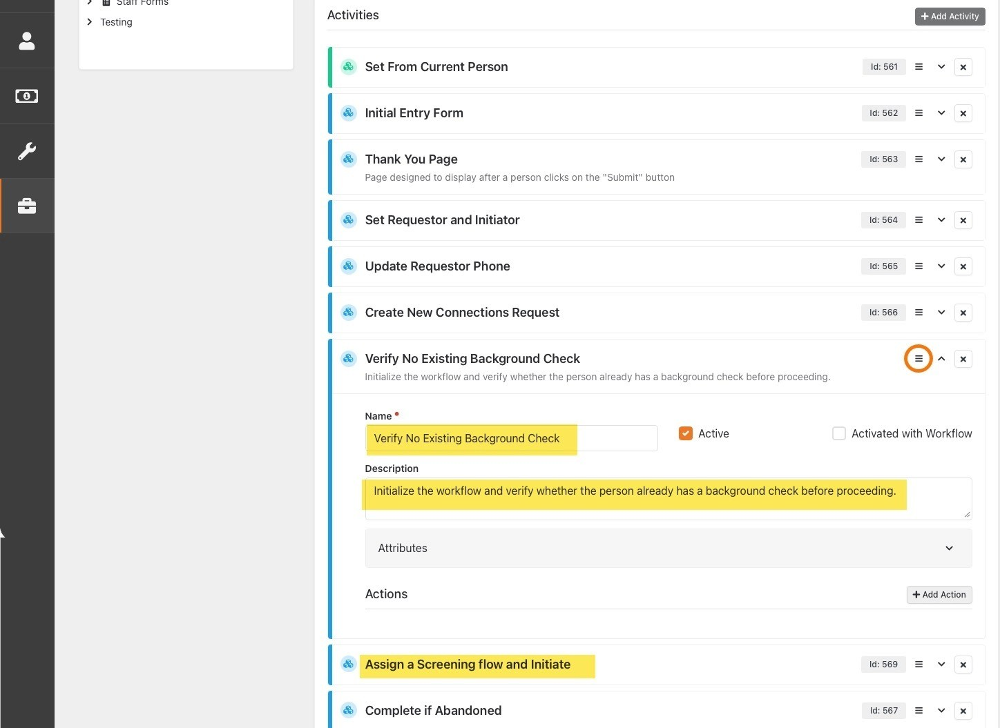 Staff Forms
Testing
Activities
Add Activity
Set From Current Person
Id: 561
Initial Entry Form
Id: 562
Thank You Page
Id: 563
Page designed to display after a person clicks on the "Submit" button
Set Requestor and Initiator
Id: 564
Update Requestor Phone
Id: 565
Create New Connections Request
Id: 566
Verify No Existing Background Check
Initialize the workflow and verify whether the person already has a background check before proceeding.
Name
Verify No Existing Background Check
Active
Activated with Workflow
Description
Initialize the workflow and verify whether the person already has a background check before proceeding.
Attributes
Actions
Add Action
Assign a Screening flow and Initiate
Id: 569
Complete if Abandoned
Id: 567